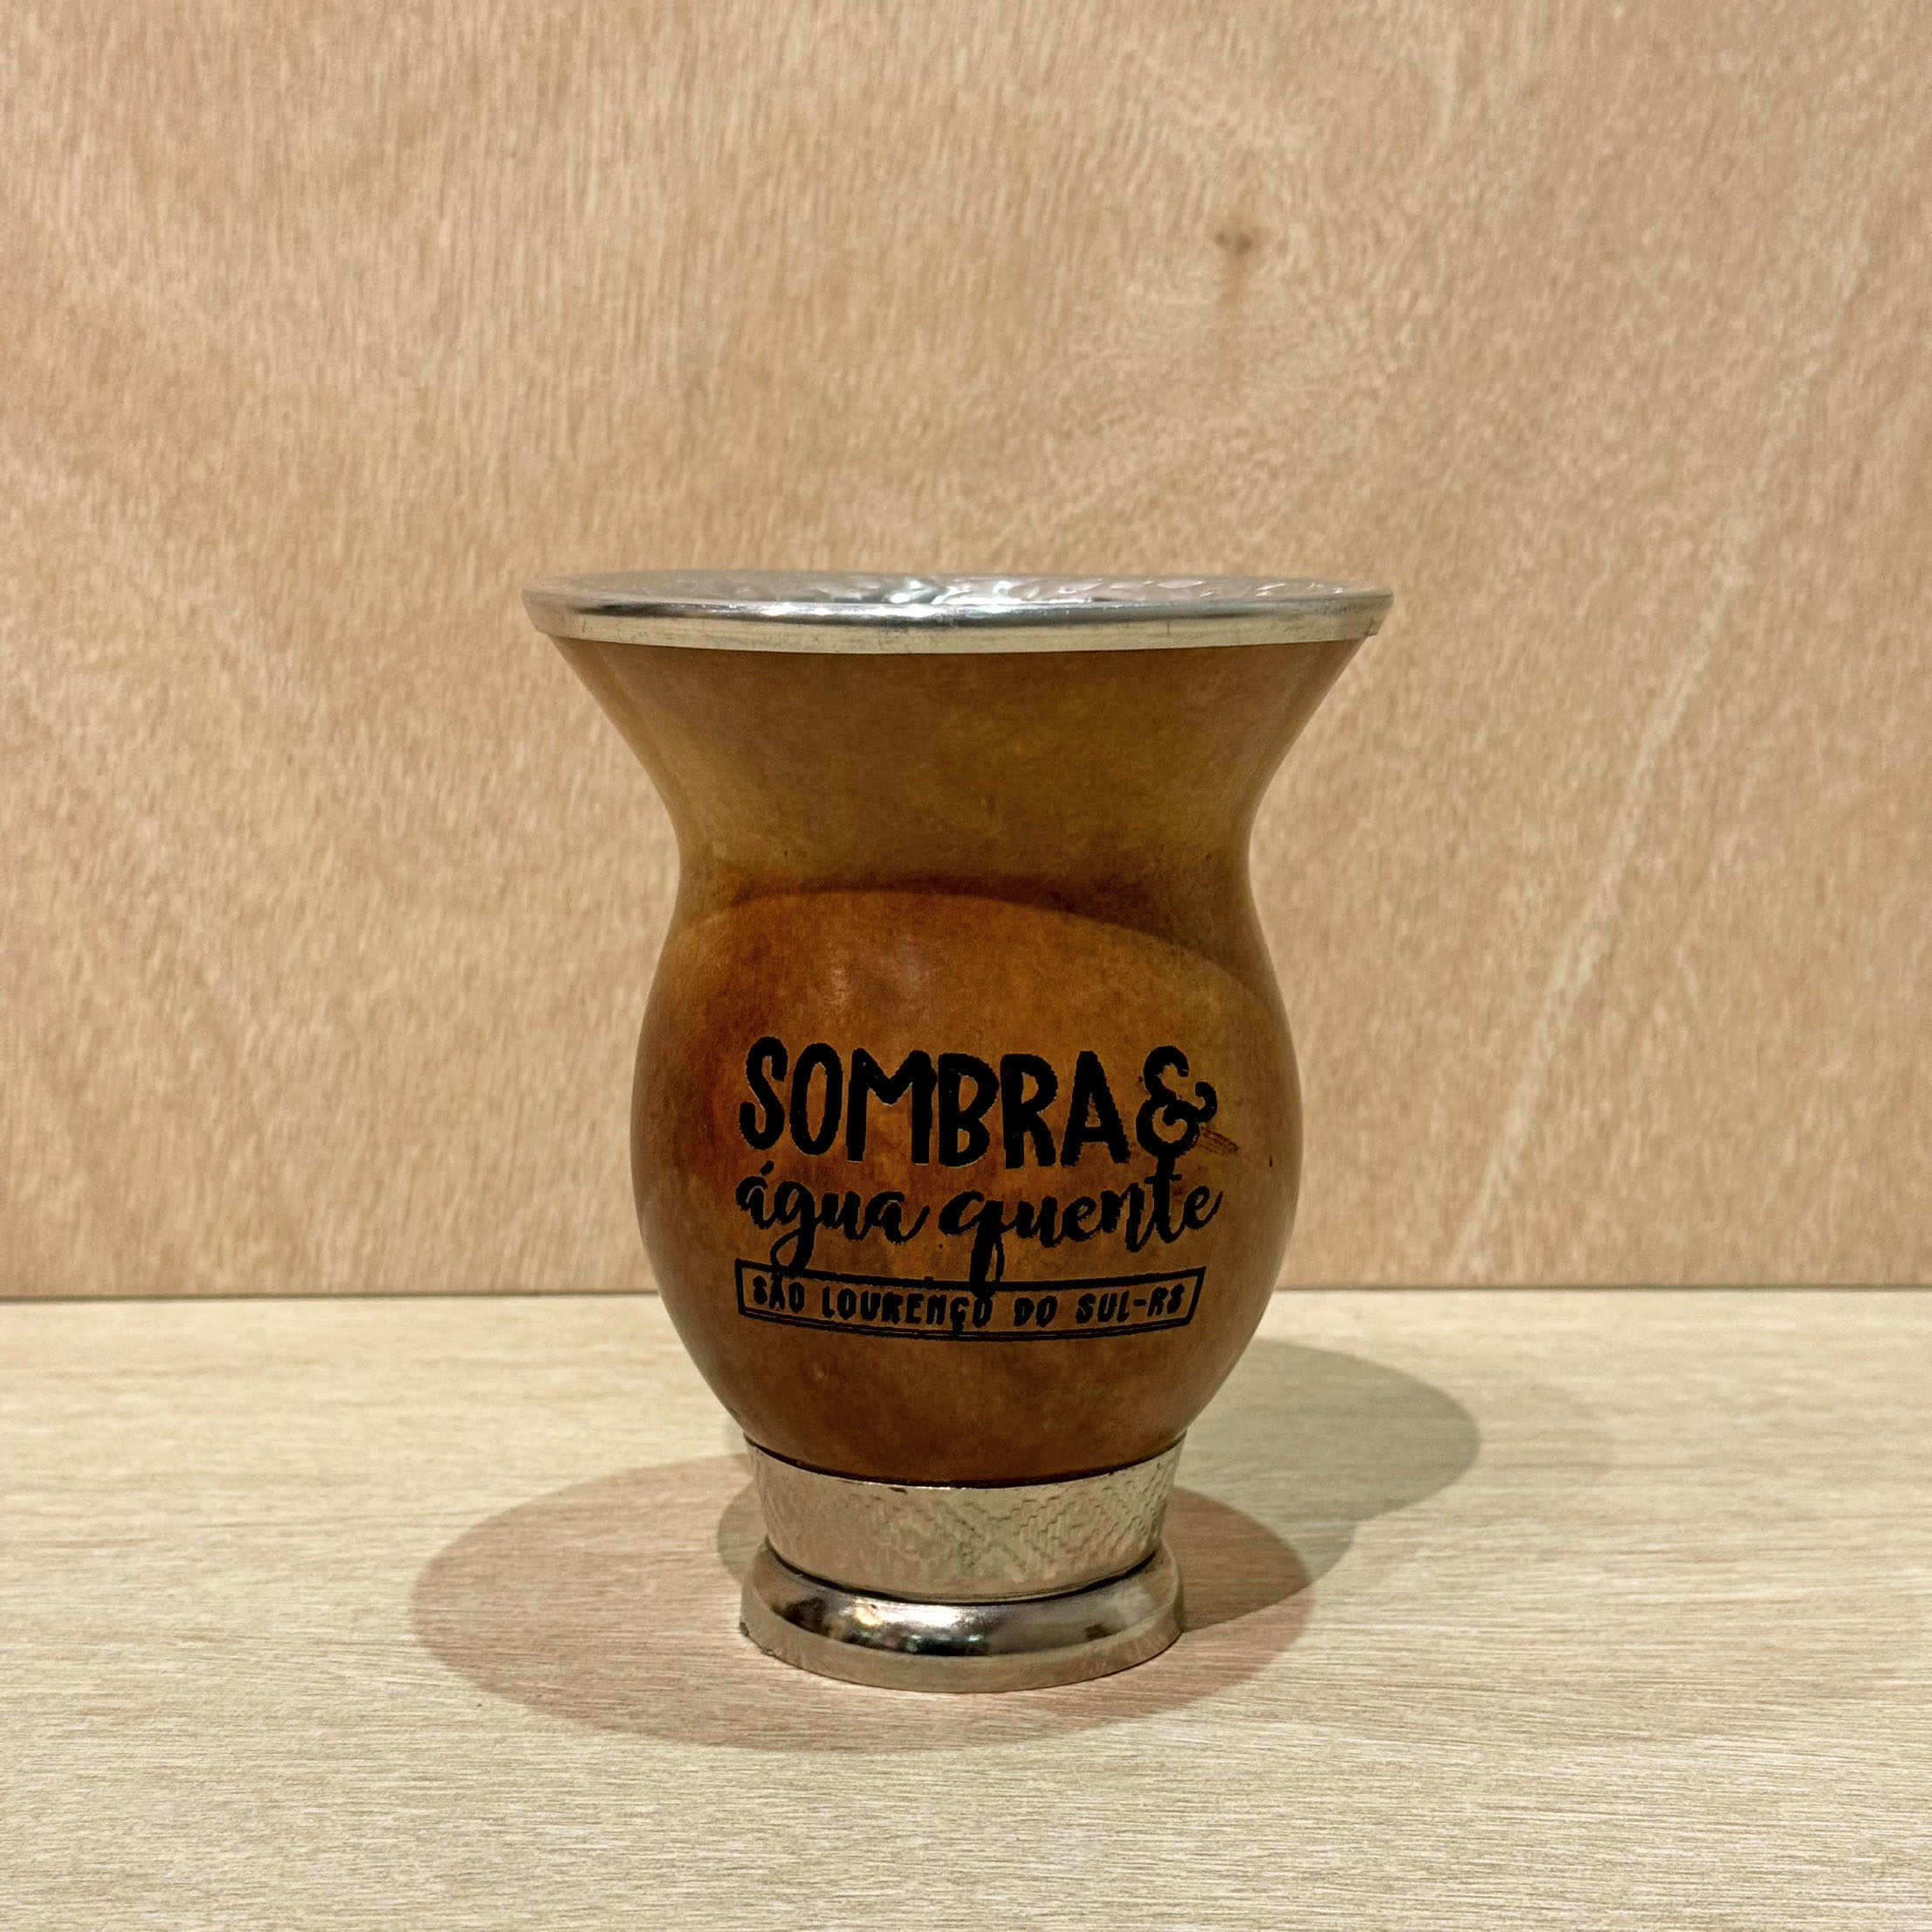 SOMBRA &
água quente
SÃO LOURENÇO DO SUL-RS